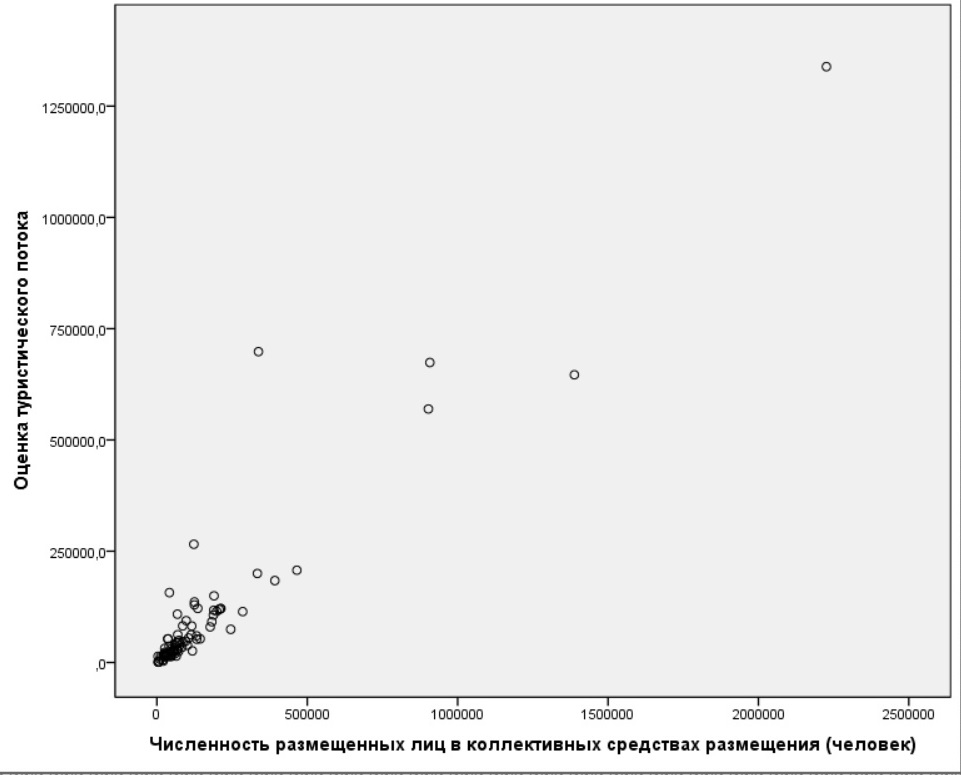 Оценка туристического потока
1250000,0
1000000,0
750000,0
500000,0
250000,0
,0
0 500000 1000000 1500000 2000000 2500000
Численность размещенных лиц в коллективных средствах размещения (человек)